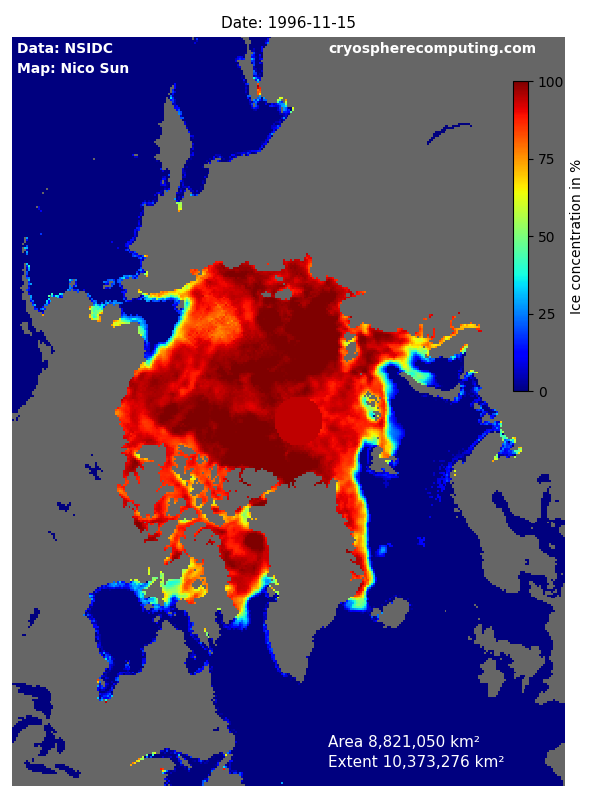 Date: 1996-11-15
Data: NSIDC
Map: Nico Sun
cryospherecomputing.com
100
75
50
25
0
Ice concentration in %
Area 8,821,050 km²
Extent 10,373,276 km²